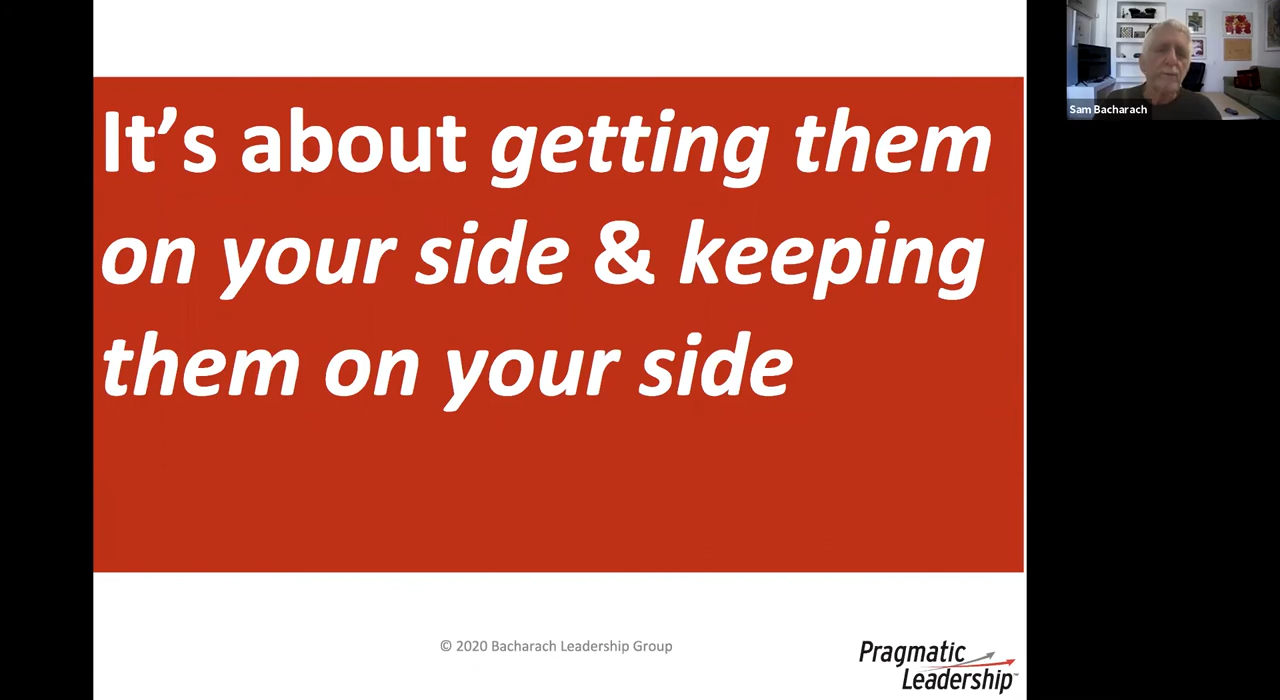 It's about getting them
on your side & keeping
them on your side
© 2020 Bacharach Leadership Group
Pragmatic
Leadership™
Sam Bacharach